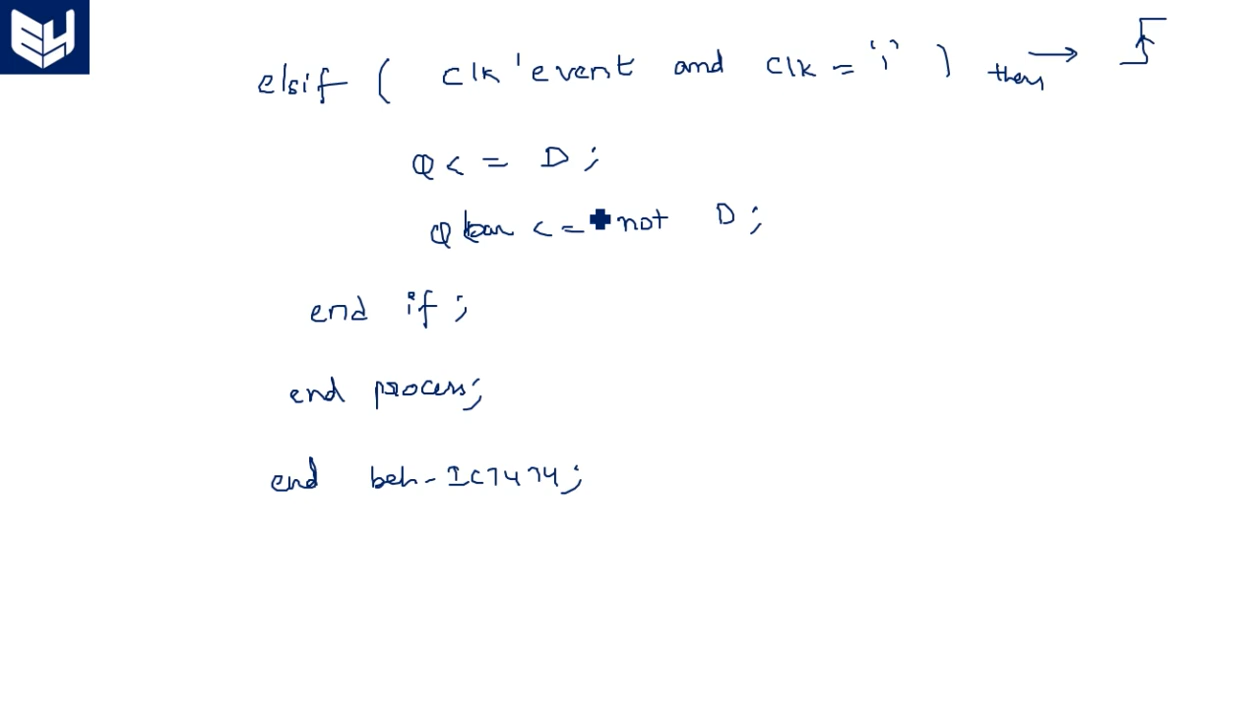 elsif ( clk 'event and clk = '1' ) then →
Q <= D ;
Qbar <= not D ;
end if ;
end process;
end beh-IC7474;